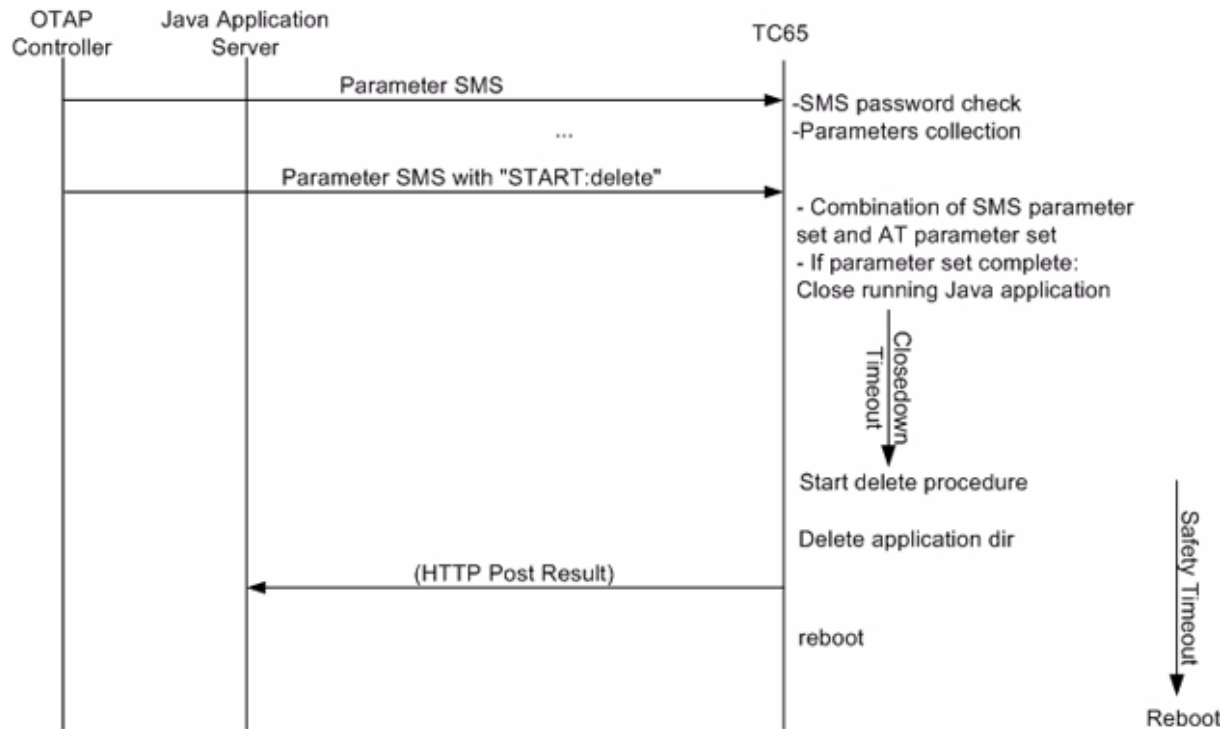 OTAP
Controller
Java Application
Server
TC65
Parameter SMS
-SMS password check
-Parameters collection
...
Parameter SMS with "START:delete"
- Combination of SMS parameter
set and AT parameter set
- If parameter set complete:
Close running Java application
Closedown
Timeout
Start delete procedure
Delete application dir
(HTTP Post Result)
reboot
Safety Timeout
Reboot